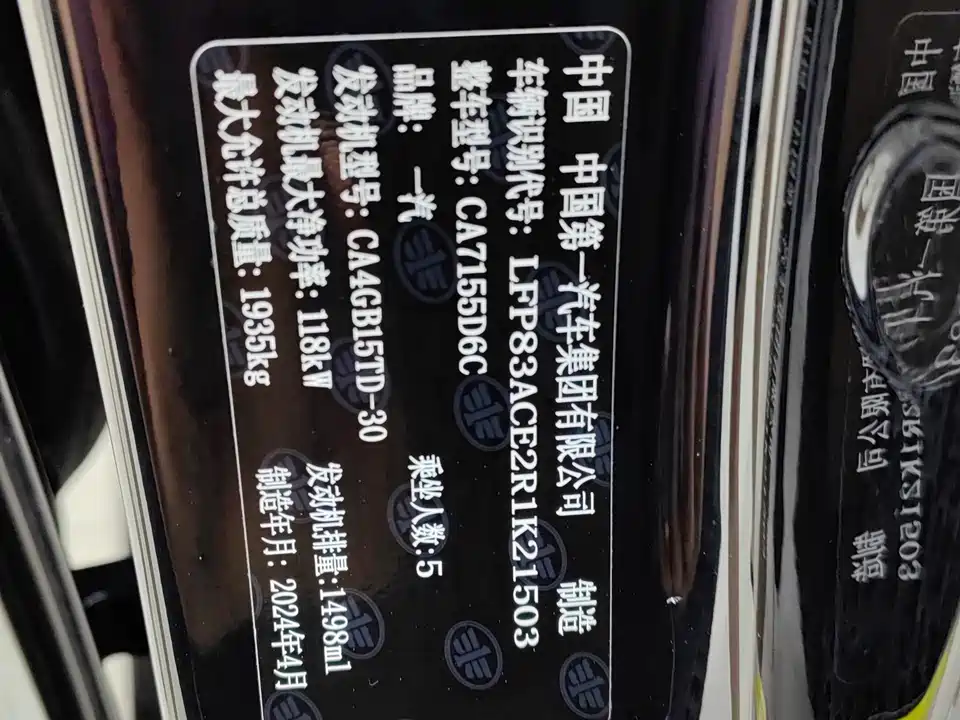 中国 中国第一汽车集团有限公司 制造
车辆识别代号: LFP83ACE2R1K21503
整车型号: CA7155D6C
品牌: 一汽 乘坐人数:5
发动机型号: CA4GB15TD-30
发动机最大净功率: 118kW 发动机排量:1498ml
最大允许总质量: 1935kg 制造年月: 2024年4月